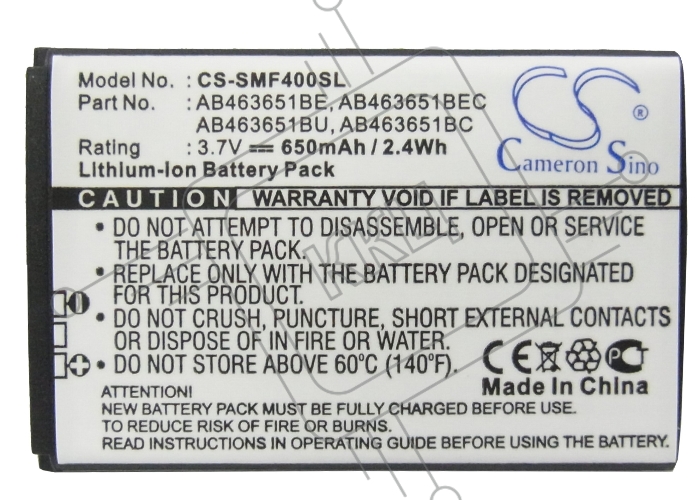 Model No. : CS-SMF400SL
Part No. : AB463651BE, AB463651BEC
AB463651BU, AB463651BC
Rating : 3.7V 650mAh / 2.4Wh
Lithium-Ion Battery Pack
CS ®
Cameron Sino
CAUTION WARRANTY VOID IF LABEL IS REMOVED
• DO NOT ATTEMPT TO DISASSEMBLE, OPEN OR SERVICE
THE BATTERY PACK.
• REPLACE ONLY WITH THE BATTERY PACK DESIGNATED
FOR THIS PRODUCT.
• DO NOT CRUSH, PUNCTURE, SHORT EXTERNAL CONTACTS
OR DISPOSE OF IN FIRE OR WATER.
• DO NOT STORE ABOVE 60°C (140°F).
CE PCT
Made In China
ATTENTION!
NEW BATTERY PACK MUST BE FULLY CHARGED BEFORE USE,
TO REDUCE RISK OF FIRE OR BURNS.
READ INSTRUCTIONS IN OPERATING GUIDE BEFORE BATTERY USE.
ККЦ